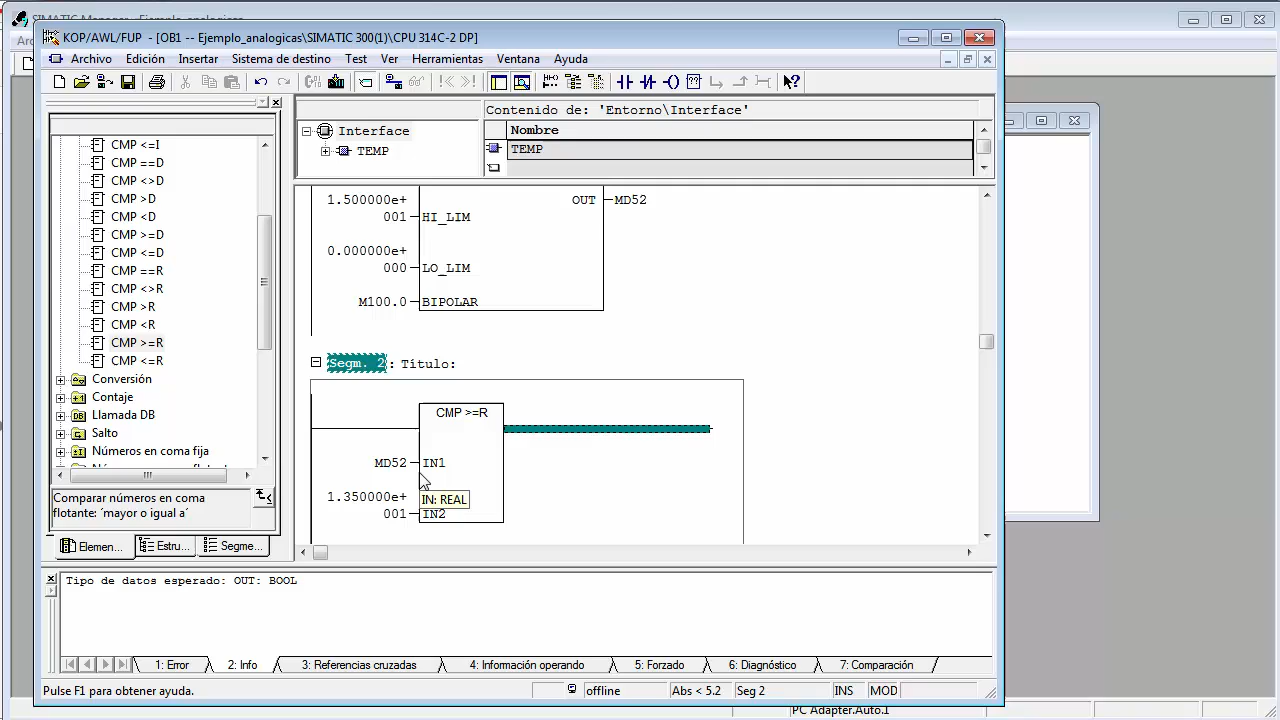 SIMATIC Manager - Ejemplo_analogicas
KOP/AWL/FUP - [OB1 -- Ejemplo_analogicas\SIMATIC 300(1)\CPU 314C-2 DP]
Archivo Edición Insertar Sistema de destino Test Ver Herramientas Ventana Ayuda
Contenido de: 'Entorno\Interface'
Interface
TEMP
Nombre
TEMP
CMP <=I
CMP ==D
CMP <>D
CMP >D
CMP <D
CMP >=D
CMP <=D
CMP ==R
CMP <>R
CMP >R
CMP <R
CMP >=R
CMP <=R
Conversión
Contaje
Llamada DB
Salto
Números en coma fija
Comparar números en coma
flotante: ´mayor o igual a´
Elemen...
Estru...
Segme...
1.500000e+
001 HI_LIM
OUT MD52
0.000000e+
000 LO_LIM
M100.0 BIPOLAR
Segm. 2 : Título:
CMP >=R
MD52 IN1
1.350000e+
001 IN2
IN: REAL
Tipo de datos esperado: OUT: BOOL
1: Error 2: Info 3: Referencias cruzadas 4: Información operando 5: Forzado 6: Diagnóstico 7: Comparación
Pulse F1 para obtener ayuda.
offline Abs < 5.2 Seg 2 INS MOD
PC Adapter.Auto.1